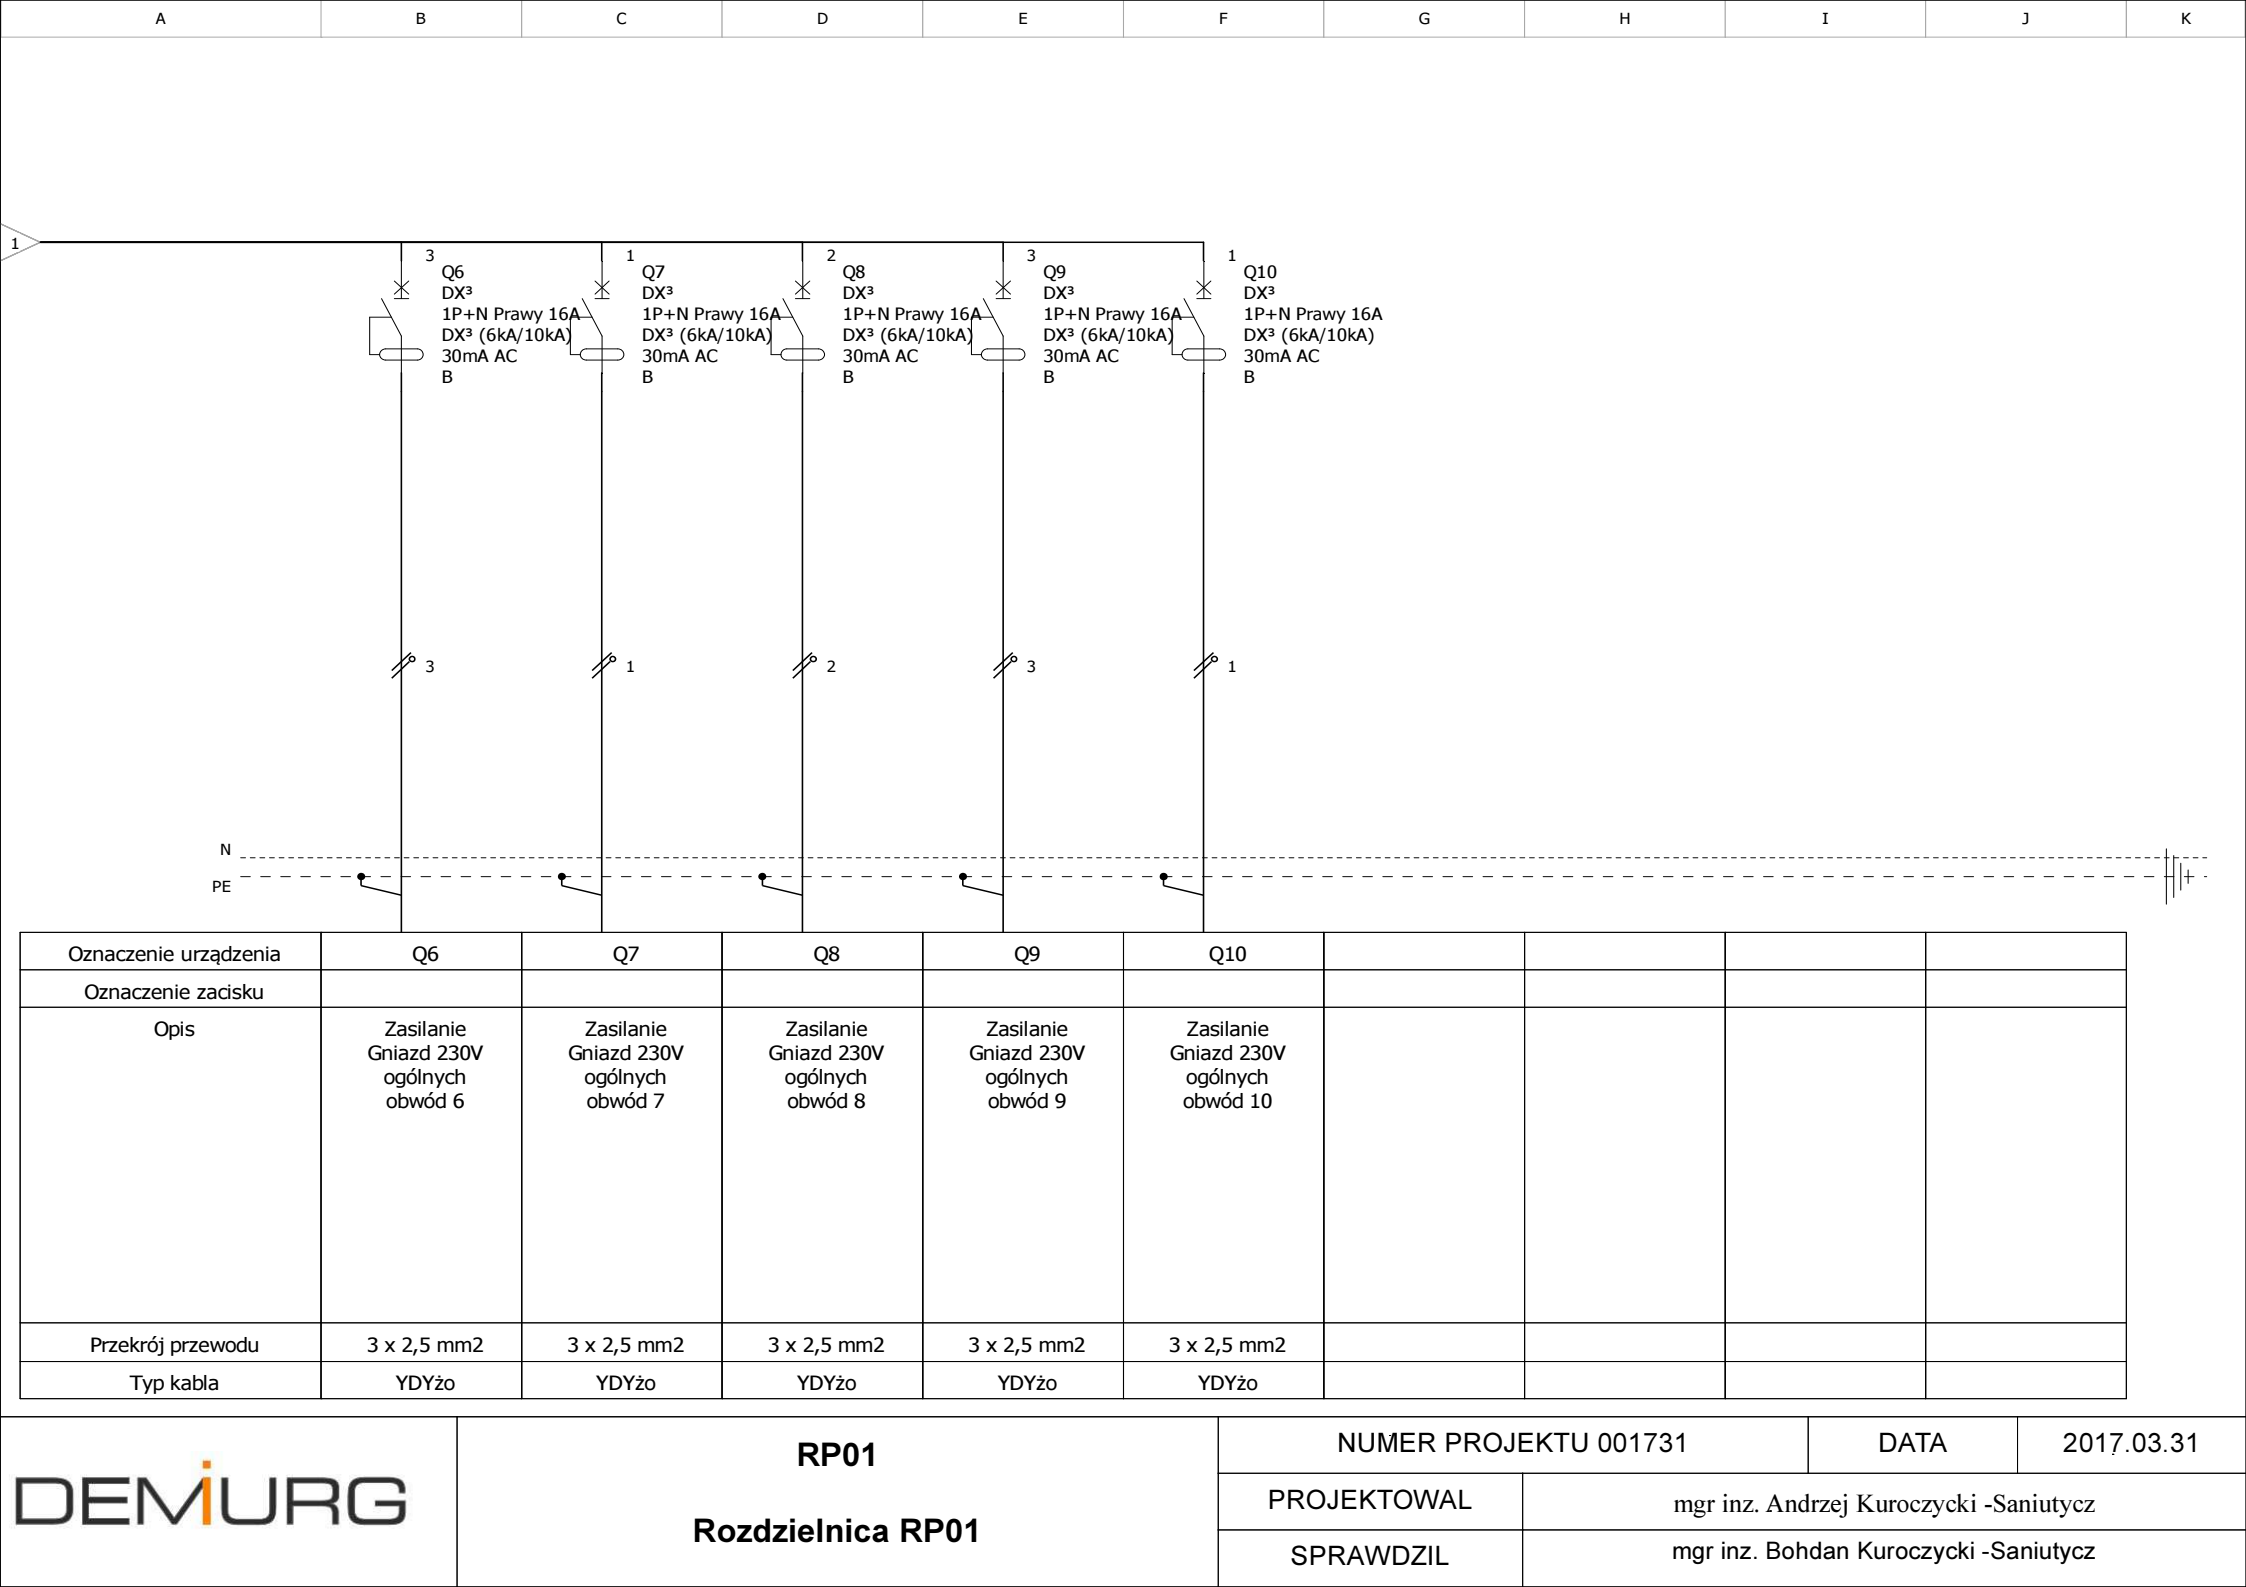 A B C D E F G H I J K
1
3 1 2 3 1
Q6 Q7 Q8 Q9 Q10
DX³ DX³ DX³ DX³ DX³
1P+N Prawy 16A 1P+N Prawy 16A 1P+N Prawy 16A 1P+N Prawy 16A 1P+N Prawy 16A
DX³ (6kA/10kA) DX³ (6kA/10kA) DX³ (6kA/10kA) DX³ (6kA/10kA) DX³ (6kA/10kA)
30mA AC 30mA AC 30mA AC 30mA AC 30mA AC
B B B B B
3 1 2 3 1
N
PE
Oznaczenie urządzenia Q6 Q7 Q8 Q9 Q10
Oznaczenie zacisku
Opis Zasilanie Zasilanie Zasilanie Zasilanie Zasilanie
Gniazd 230V Gniazd 230V Gniazd 230V Gniazd 230V Gniazd 230V
ogólnych ogólnych ogólnych ogólnych ogólnych
obwód 6 obwód 7 obwód 8 obwód 9 obwód 10
Przekrój przewodu 3 x 2,5 mm2 3 x 2,5 mm2 3 x 2,5 mm2 3 x 2,5 mm2 3 x 2,5 mm2
Typ kabla YDYżo YDYżo YDYżo YDYżo YDYżo
DEMiURG
RP01
Rozdzielnica RP01
NUMER PROJEKTU 001731 DATA 2017.03.31
PROJEKTOWAL mgr inz. Andrzej Kuroczycki -Saniutycz
SPRAWDZIL mgr inz. Bohdan Kuroczycki -Saniutycz